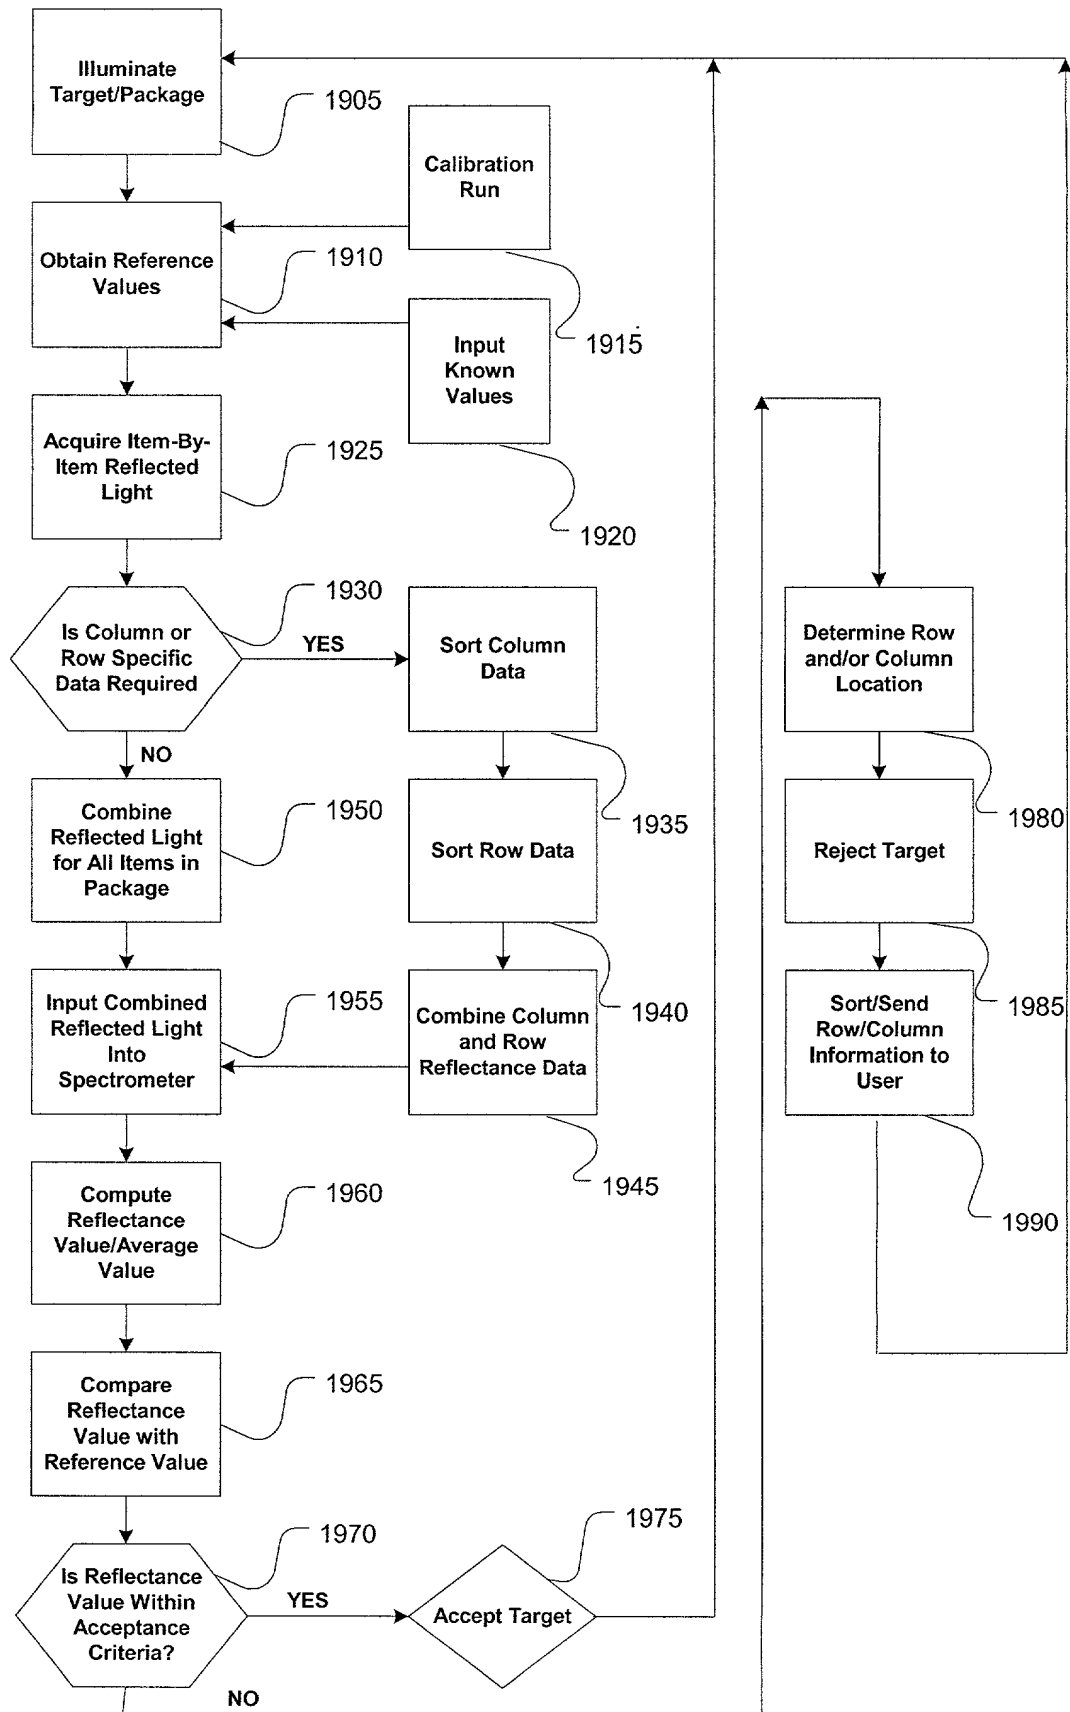 Illuminate
Target/Package
1905
Calibration
Run
1915
Obtain Reference
Values
1910
Input
Known
Values
1920
Acquire Item-By-
Item Reflected
Light
1925
Is Column or
Row Specific
Data Required
1930
YES
NO
Sort Column
Data
1935
Sort Row Data
1940
Combine Column
and Row
Reflectance Data
1945
Combine
Reflected Light
for All Items in
Package
1950
Input Combined
Reflected Light
Into
Spectrometer
1955
Compute
Reflectance
Value/Average
Value
1960
Compare
Reflectance
Value with
Reference Value
1965
Is Reflectance
Value Within
Acceptance
Criteria?
1970
YES
NO
Accept Target
1975
Determine Row
and/or Column
Location
1980
Reject Target
1985
Sort/Send
Row/Column
Information to
User
1990